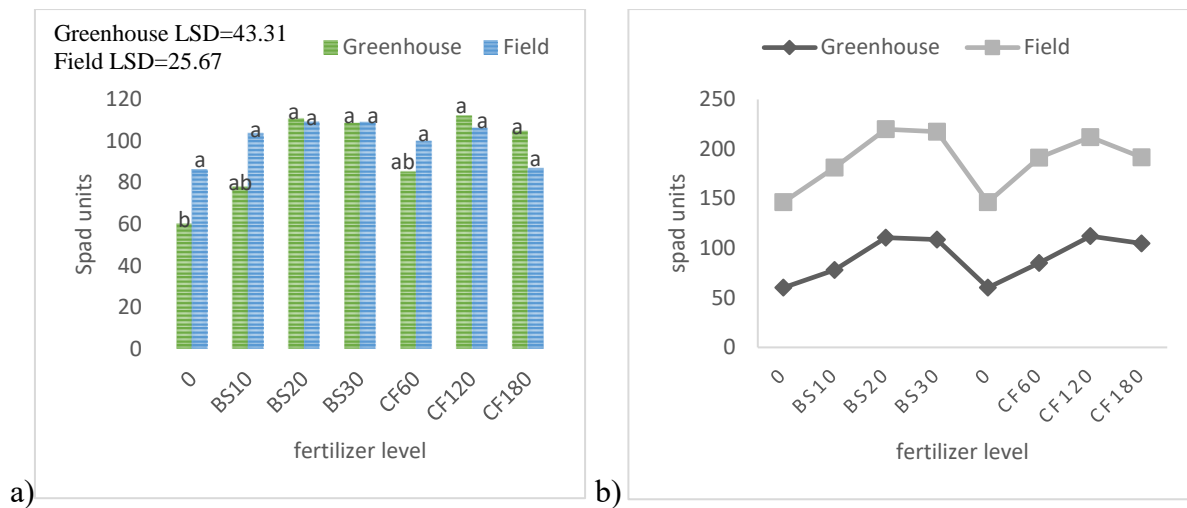 Greenhouse LSD=43.31
Field LSD=25.67
Greenhouse Field
Spad units
120
100
80
60
40
20
0
b a
ab a
a a
a a
ab a
a a
a a
0 BS10 BS20 BS30 CF60 CF120 CF180
fertilizer level
a)
Greenhouse Field
spad units
250
200
150
100
50
0
0 BS10 BS20 BS30 0 CF60 CF120 CF180
fertilizer level
b)